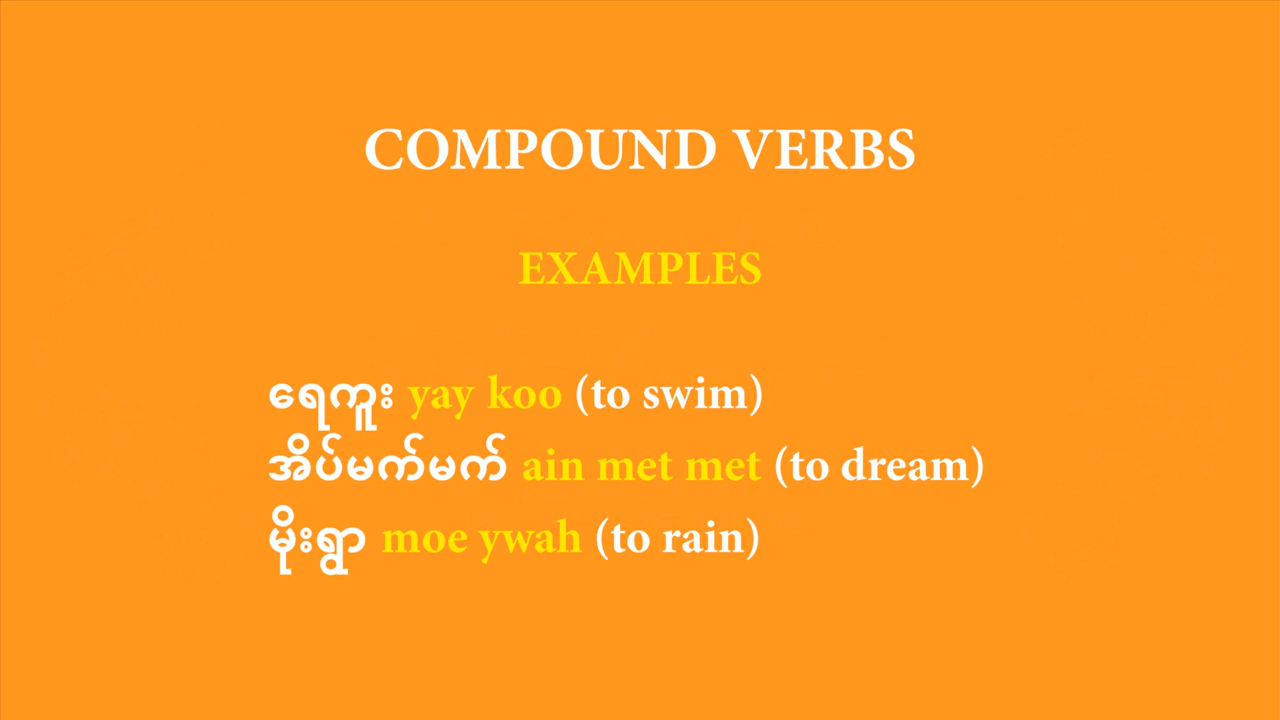 COMPOUND VERBS
EXAMPLES
ရေကူး yay koo (to swim)
အိပ်မက်မက် ain met met (to dream)
မိုးရွာ moe ywah (to rain)